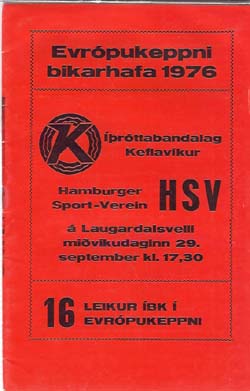 Evrópukeppni
bikarhafa 1976
K
Íþróttabandalag
Keflavíkur
Hamburger
Sport-Verein HSV
á Laugardalsvelli
miðvikudaginn 29.
september kl. 17,30
16 LEIKUR ÍBK Í
EVRÓPUKEPPNI